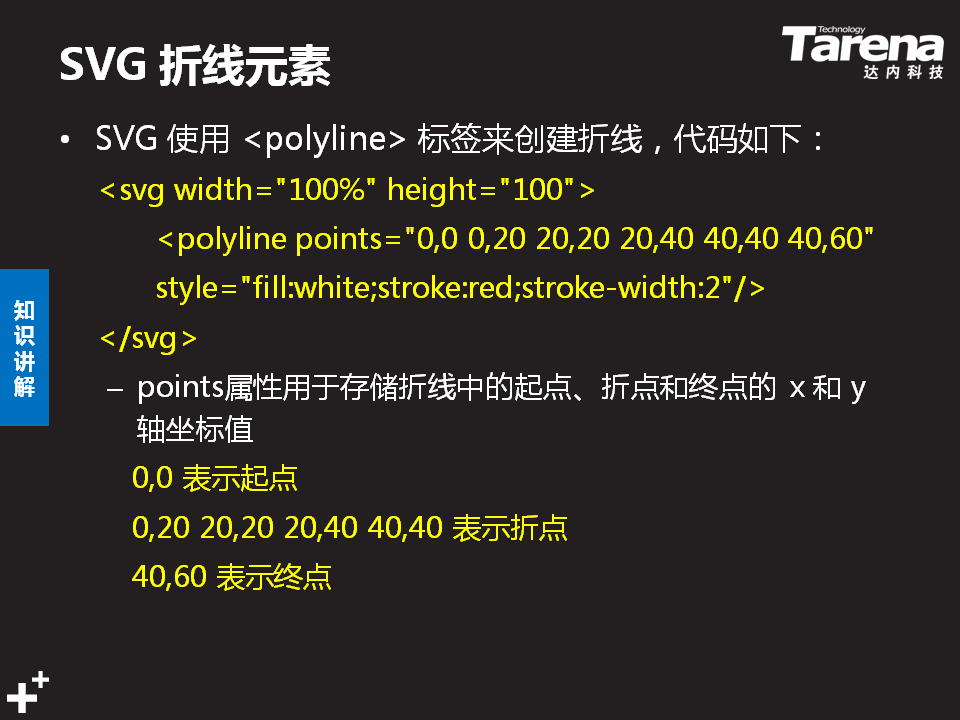 SVG 折线元素
Technology
Tarena
达内科技
• SVG 使用 <polyline> 标签来创建折线，代码如下：
<svg width="100%" height="100">
<polyline points="0,0 0,20 20,20 20,40 40,40 40,60"
style="fill:white;stroke:red;stroke-width:2"/>
</svg>
知识讲解
– points属性用于存储折线中的起点、折点和终点的 x 和 y
轴坐标值
0,0 表示起点
0,20 20,20 20,40 40,40 表示折点
40,60 表示终点